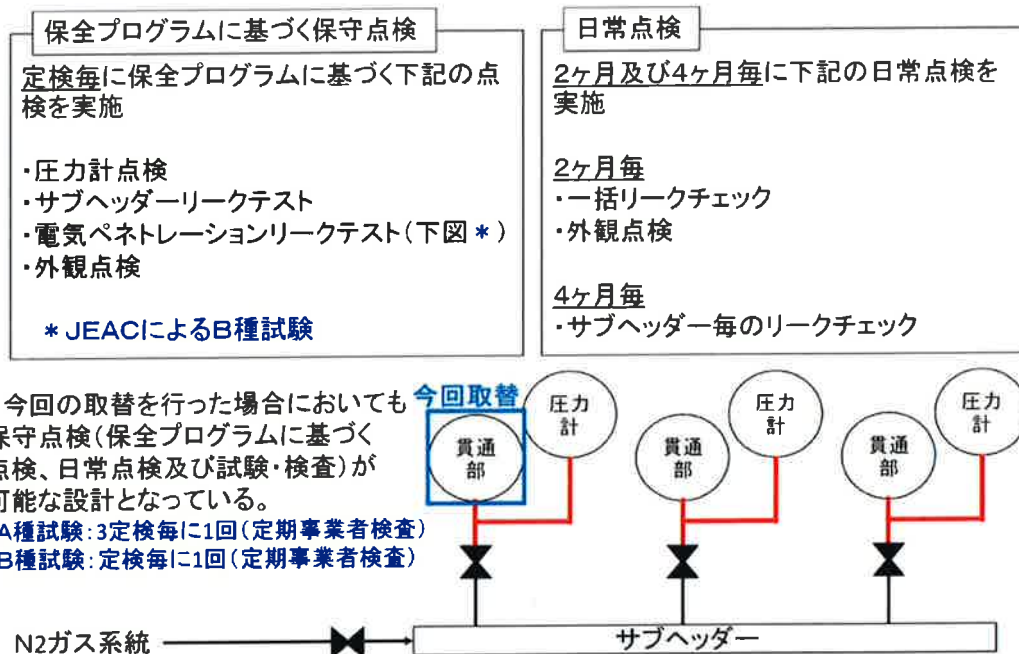 保全プログラムに基づく保守点検
定検毎に保全プログラムに基づく下記の点
検を実施
・圧力計点検
・サブヘッダーリークテスト
・電気ペネトレーションリークテスト(下図＊)
・外観点検
＊JEACによるB種試験
日常点検
2ヶ月及び4ヶ月毎に下記の日常点検を
実施
2ヶ月毎
・一括リークチェック
・外観点検
4ヶ月毎
・サブヘッダー毎のリークチェック
今回の取替を行った場合においても
保守点検(保全プログラムに基づく
点検、日常点検及び試験・検査)が
可能な設計となっている。
A種試験:3定検毎に1回(定期事業者検査)
B種試験:定検毎に1回(定期事業者検査)
今回取替
貫通
部
圧力
計
貫通
部
圧力
計
貫通
部
圧力
計
N2ガス系統
サブヘッダー